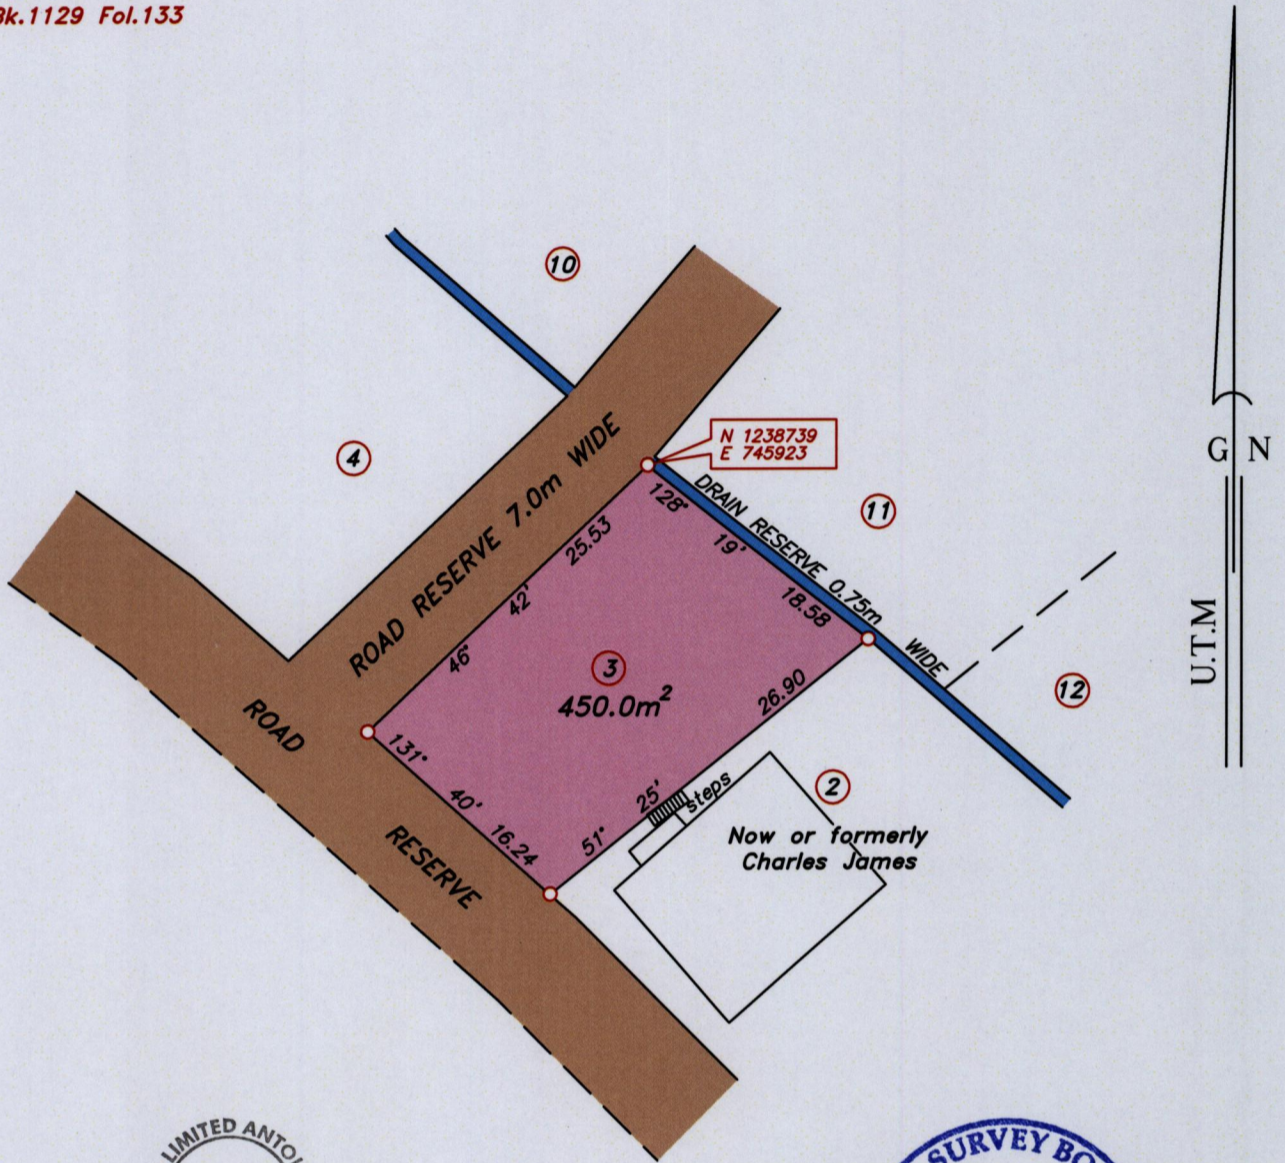 Bk.1129 Fol.133
10
4
ROAD RESERVE 7.0m WIDE
N 1238739
E 745923
G N
U.T.M
11
DRAIN RESERVE 0.75m WIDE
128° 19' 18.58
46° 42' 25.53
3
450.0m²
12
131° 40' 16.24
51° 25' 26.90
steps
2
Now or formerly
Charles James
ROAD RESERVE
LIMITED
SURVEY